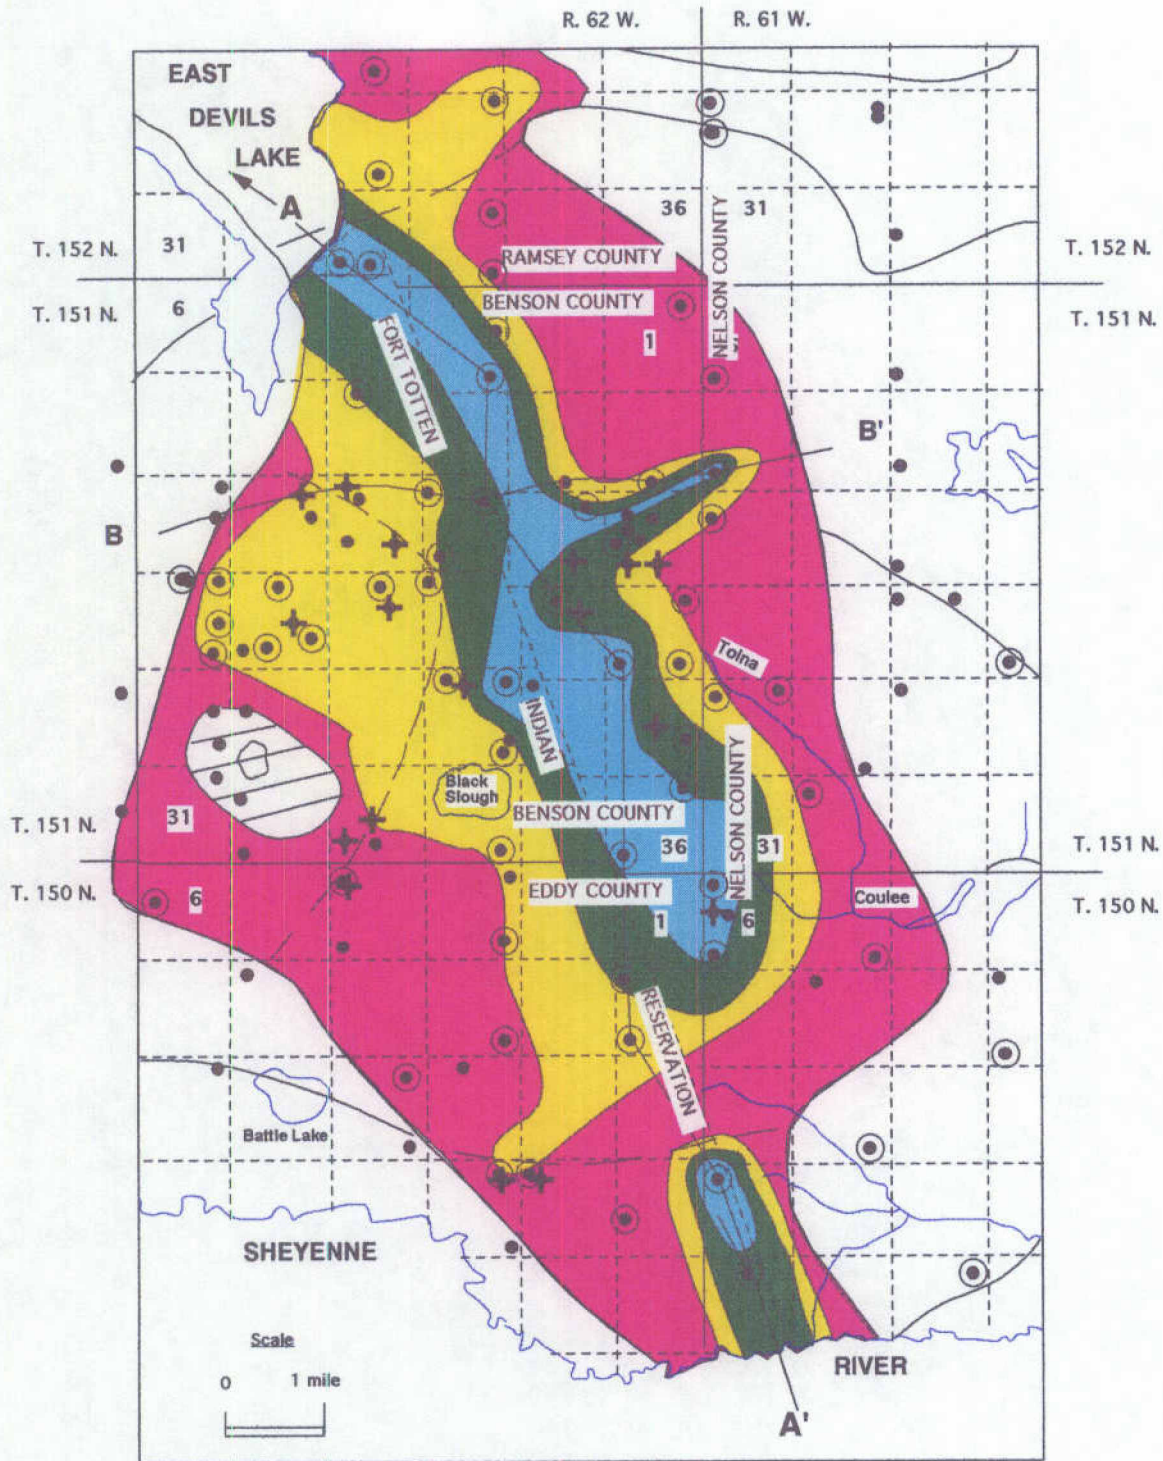 R. 62 W.
R. 61 W.
EAST
DEVILS
LAKE
A
36
31
NELSON COUNTY
T. 152 N.
31
RAMSEY COUNTY
T. 152 N.
T. 151 N.
6
BENSON COUNTY
T. 151 N.
1
FORT TOTTEN
B'
B
Tolna
INDIAN
NELSON COUNTY
Black
Slough
BENSON COUNTY
T. 151 N.
31
36
31
T. 151 N.
T. 150 N.
6
EDDY COUNTY
Coulee
T. 150 N.
1
6
RESERVATION
Battle Lake
SHEYENNE
Scale
0
1 mile
RIVER
A'